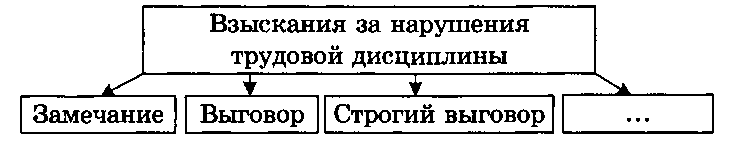 Взыскания за нарушения
трудовой дисциплины
Замечание
Выговор
Строгий выговор
...